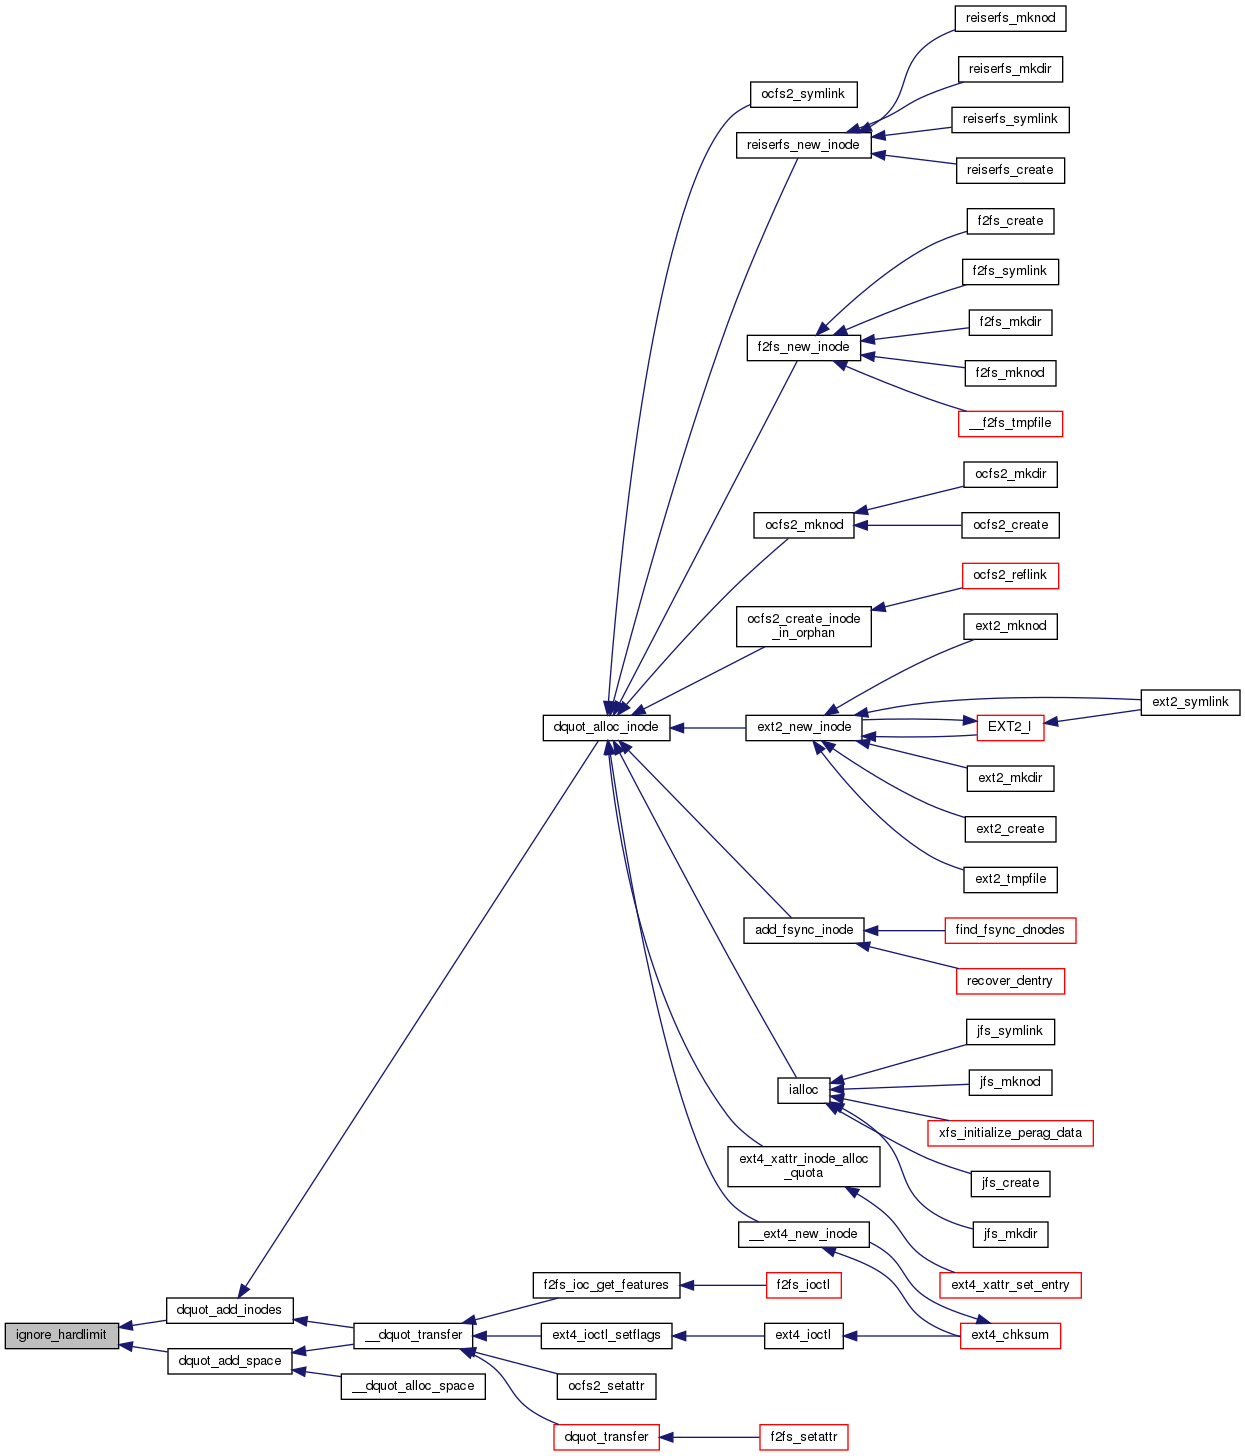 reiserfs_mknod
reiserfs_mkdir
ocfs2_symlink
reiserfs_symlink
reiserfs_new_inode
reiserfs_create
f2fs_create
f2fs_symlink
f2fs_mkdir
f2fs_new_inode
f2fs_mknod
__f2fs_tmpfile
ocfs2_mkdir
ocfs2_mknod
ocfs2_create
ocfs2_reflink
ocfs2_create_inode
_in_orphan
ext2_mknod
ext2_symlink
dquot_alloc_inode
ext2_new_inode
EXT2_I
ext2_mkdir
ext2_create
ext2_tmpfile
add_fsync_inode
find_fsync_dnodes
recover_dentry
jfs_symlink
jfs_mknod
ialloc
xfs_initialize_perag_data
ext4_xattr_inode_alloc
_quota
jfs_create
jfs_mkdir
__ext4_new_inode
ext4_xattr_set_entry
f2fs_ioc_get_features
f2fs_ioctl
dquot_add_inodes
ignore_hardlimit
__dquot_transfer
ext4_ioctl_setflags
ext4_ioctl
ext4_chksum
dquot_add_space
__dquot_alloc_space
ocfs2_setattr
dquot_transfer
f2fs_setattr